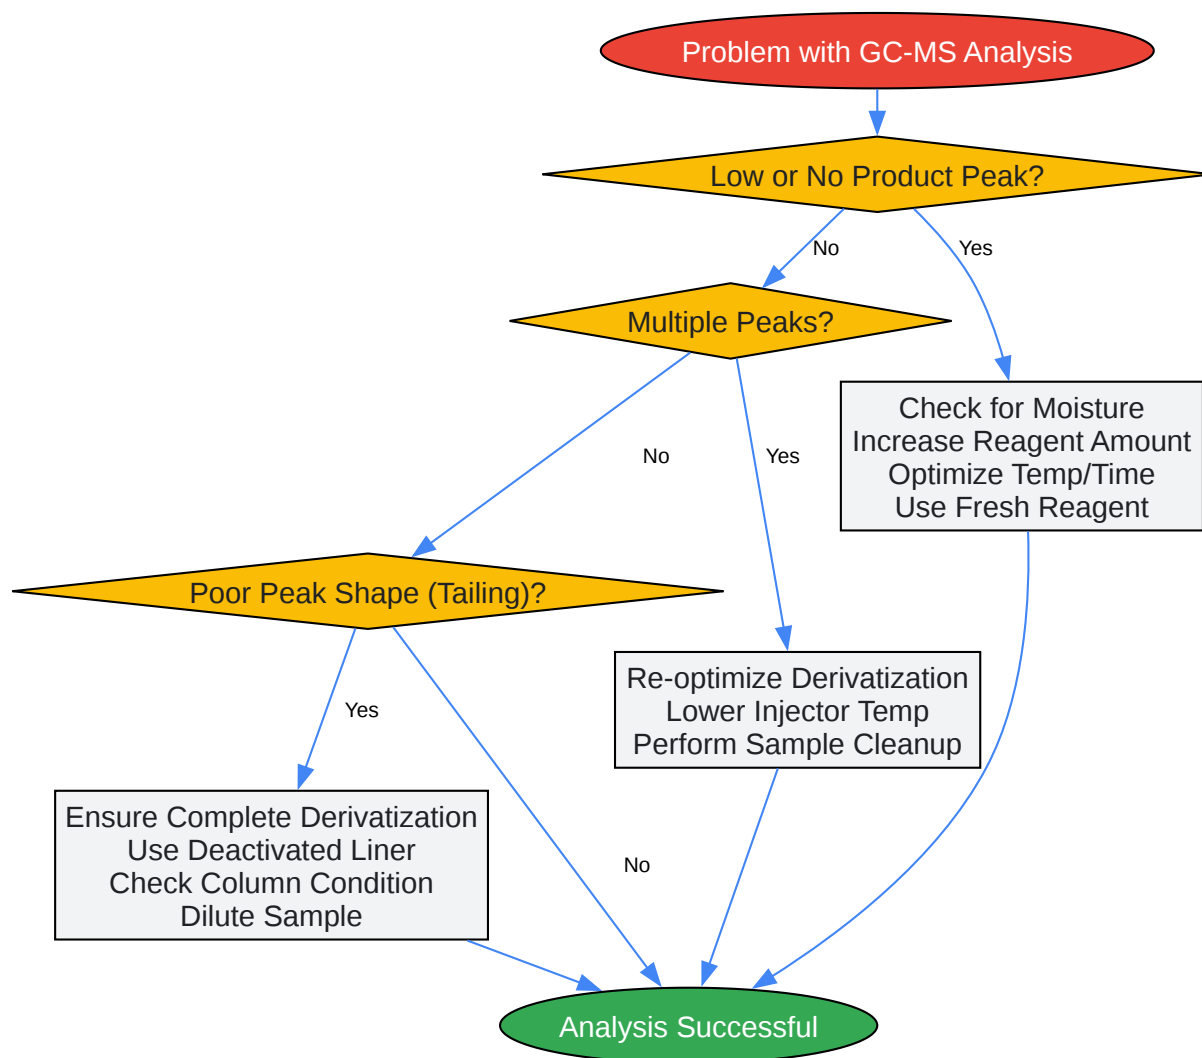 Problem with GC-MS Analysis
Low or No Product Peak?
No
Yes
Multiple Peaks?
Check for Moisture
Increase Reagent Amount
Optimize Temp/Time
Use Fresh Reagent
No
Yes
Poor Peak Shape (Tailing)?
Re-optimize Derivatization
Lower Injector Temp
Perform Sample Cleanup
Yes
Ensure Complete Derivatization
Use Deactivated Liner
Check Column Condition
Dilute Sample
No
Analysis Successful